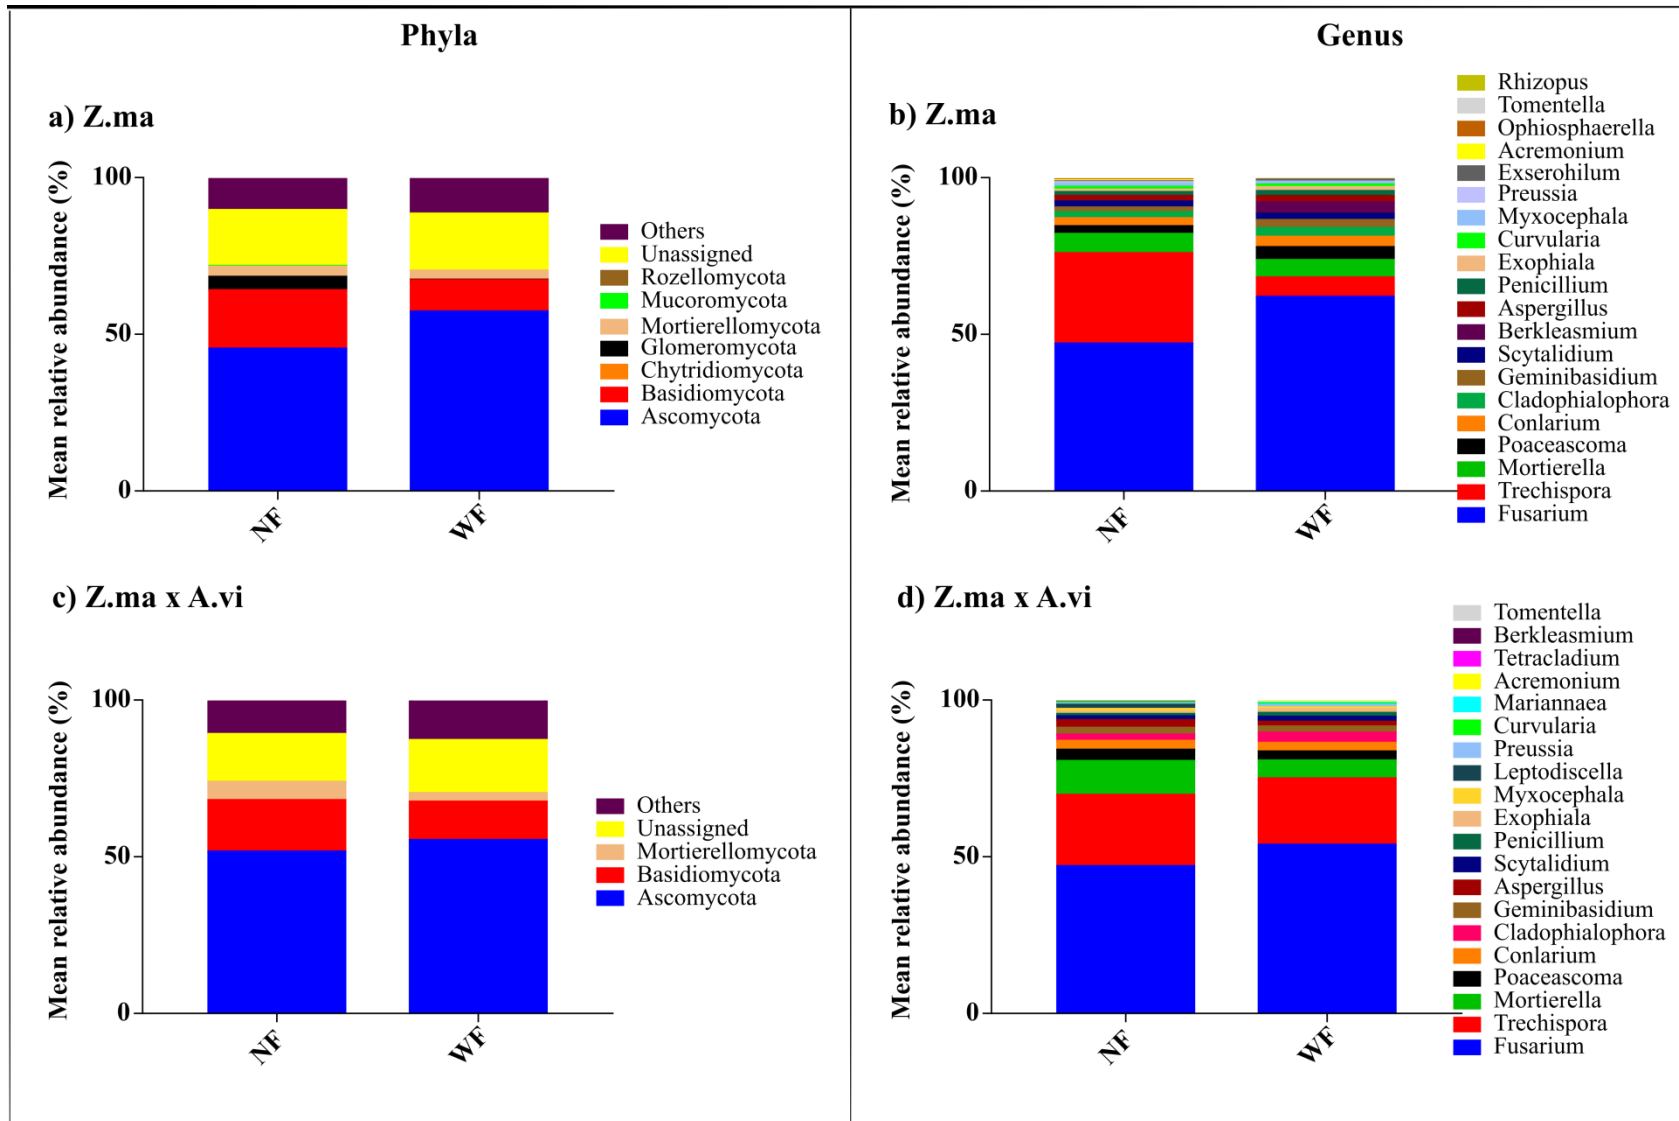 Phyla
Genus
a) Z.ma
Mean relative abundance (%)
100
50
0
NF
WF
Others
Unassigned
Rozellomycota
Mucoromycota
Mortierellomycota
Glomeromycota
Chytridiomycota
Basidiomycota
Ascomycota
b) Z.ma
Mean relative abundance (%)
100
50
0
NF
WF
Rhizopus
Tomentella
Ophiosphaerella
Acremonium
Exserohilum
Preussia
Myxocephala
Curvularia
Exophiala
Penicillium
Aspergillus
Berkleasmium
Scytalidium
Geminibasidium
Cladophialophora
Conlarium
Poaceascoma
Mortierella
Trechispora
Fusarium
c) Z.ma x A.vi
Mean relative abundance (%)
100
50
0
NF
WF
Others
Unassigned
Mortierellomycota
Basidiomycota
Ascomycota
d) Z.ma x A.vi
Mean relative abundance (%)
100
50
0
NF
WF
Tomentella
Berkleasmium
Tetracladium
Acremonium
Mariannaea
Curvularia
Preussia
Leptodiscella
Myxocephala
Exophiala
Penicillium
Scytalidium
Aspergillus
Geminibasidium
Cladophialophora
Conlarium
Poaceascoma
Mortierella
Trechispora
Fusarium